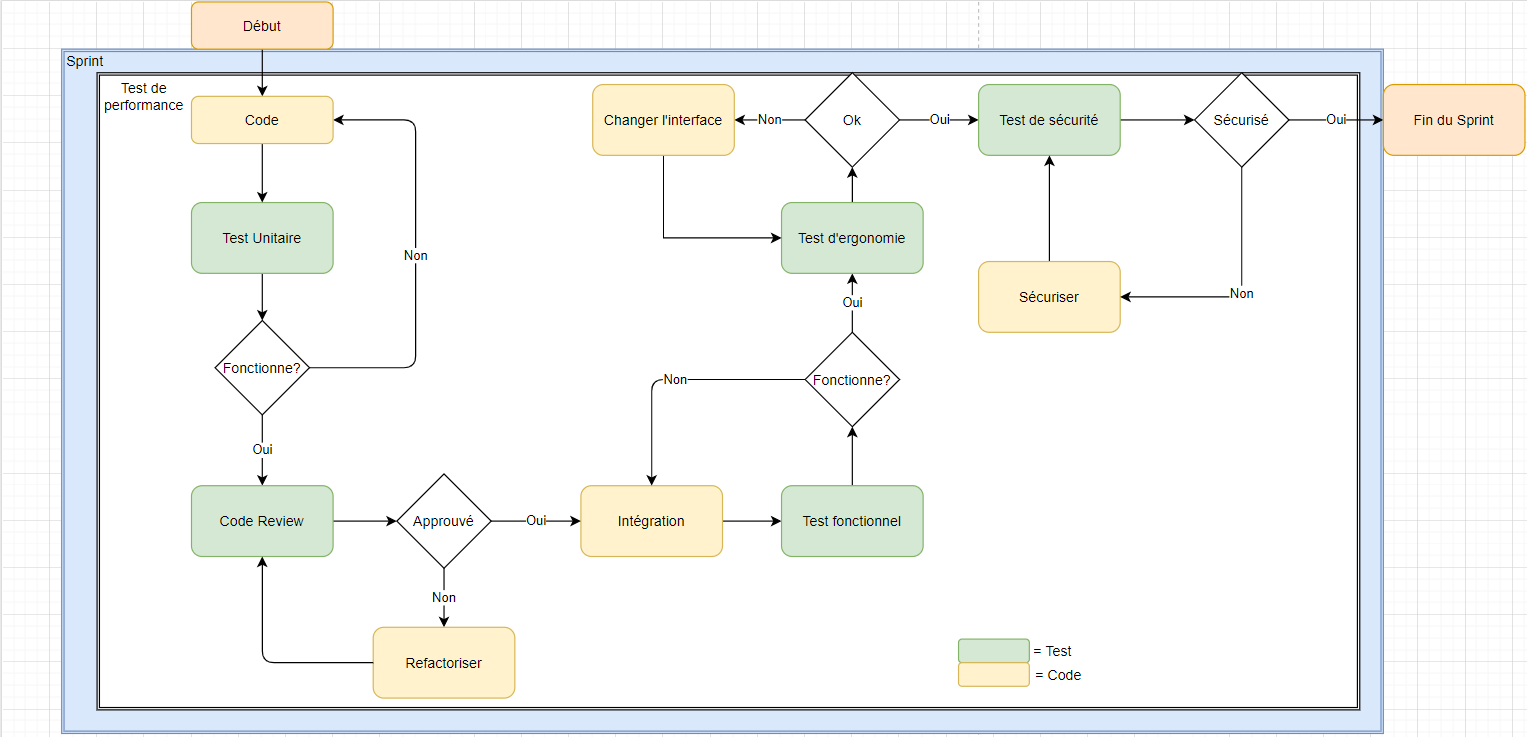 Début
Sprint
Test de
performance
Code
Changer l'interface
Non
Ok
Oui
Test de sécurité
Sécurisé
Oui
Fin du Sprint
Test Unitaire
Non
Test d'ergonomie
Oui
Sécuriser
Non
Fonctionne?
Non
Fonctionne?
Oui
Code Review
Approuvé
Oui
Intégration
Test fonctionnel
Non
Refactoriser
= Test
= Code